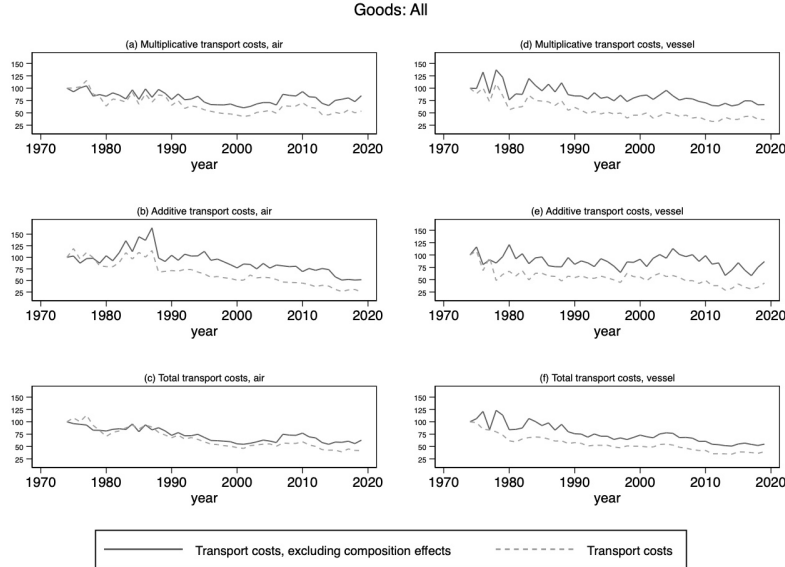 Goods: All
(a) Multiplicative transport costs, air
150
125
100
75
50
25
1970 1980 1990 2000 2010 2020
year
(d) Multiplicative transport costs, vessel
150
125
100
75
50
25
1970 1980 1990 2000 2010 2020
year
(b) Additive transport costs, air
150
125
100
75
50
25
1970 1980 1990 2000 2010 2020
year
(e) Additive transport costs, vessel
150
125
100
75
50
25
1970 1980 1990 2000 2010 2020
year
(c) Total transport costs, air
150
125
100
75
50
25
1970 1980 1990 2000 2010 2020
year
(f) Total transport costs, vessel
150
125
100
75
50
25
1970 1980 1990 2000 2010 2020
year
Transport costs, excluding composition effects Transport costs